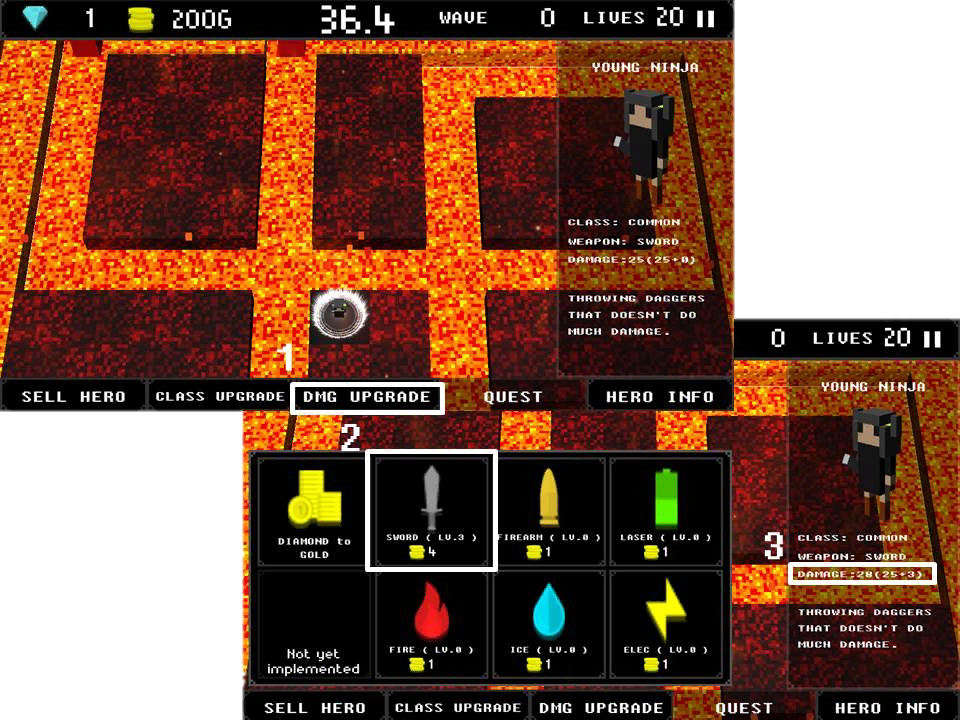 1 200G 36.4 WAVE 0 LIVES 20
YOUNG NINJA
CLASS: COMMON
WEAPON: SWORD
DAMAGE:25(25+0)
THROWING DAGGERS
THAT DOESN'T DO
MUCH DAMAGE.
1
SELL HERO CLASS UPGRADE DMG UPGRADE QUEST HERO INFO
0 LIVES 20
YOUNG NINJA
2
DIAMOND to
GOLD
SWORD ( LV.3 )
4
FIREARM ( LV.0 )
1
LASER ( LV.0 )
1
Not yet
implemented
FIRE ( LV.0 )
1
ICE ( LV.0 )
1
ELEC ( LV.0 )
1
3
CLASS: COMMON
WEAPON: SWORD
DAMAGE:28(25+3)
THROWING DAGGERS
THAT DOESN'T DO
MUCH DAMAGE.
SELL HERO CLASS UPGRADE DMG UPGRADE QUEST HERO INFO